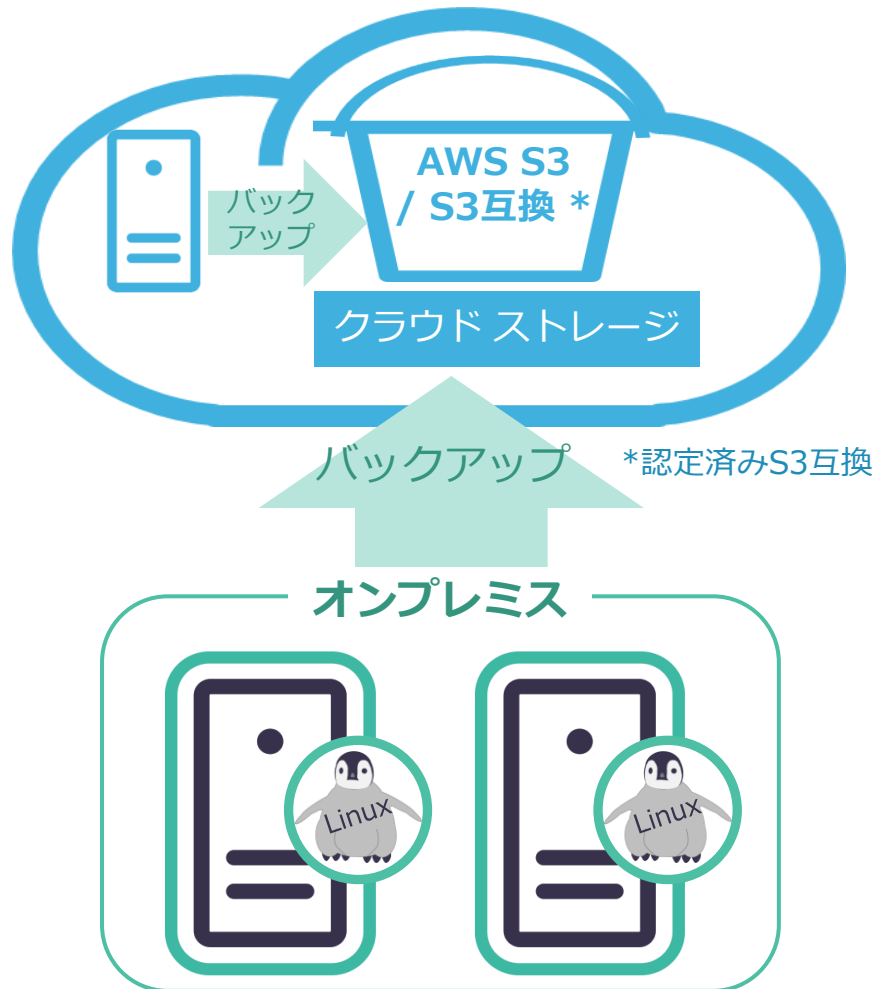 AWS S3
/ S3互換 *
バック
アップ
クラウド ストレージ
バックアップ
*認定済みS3互換
オンプレミス
Linux
Linux